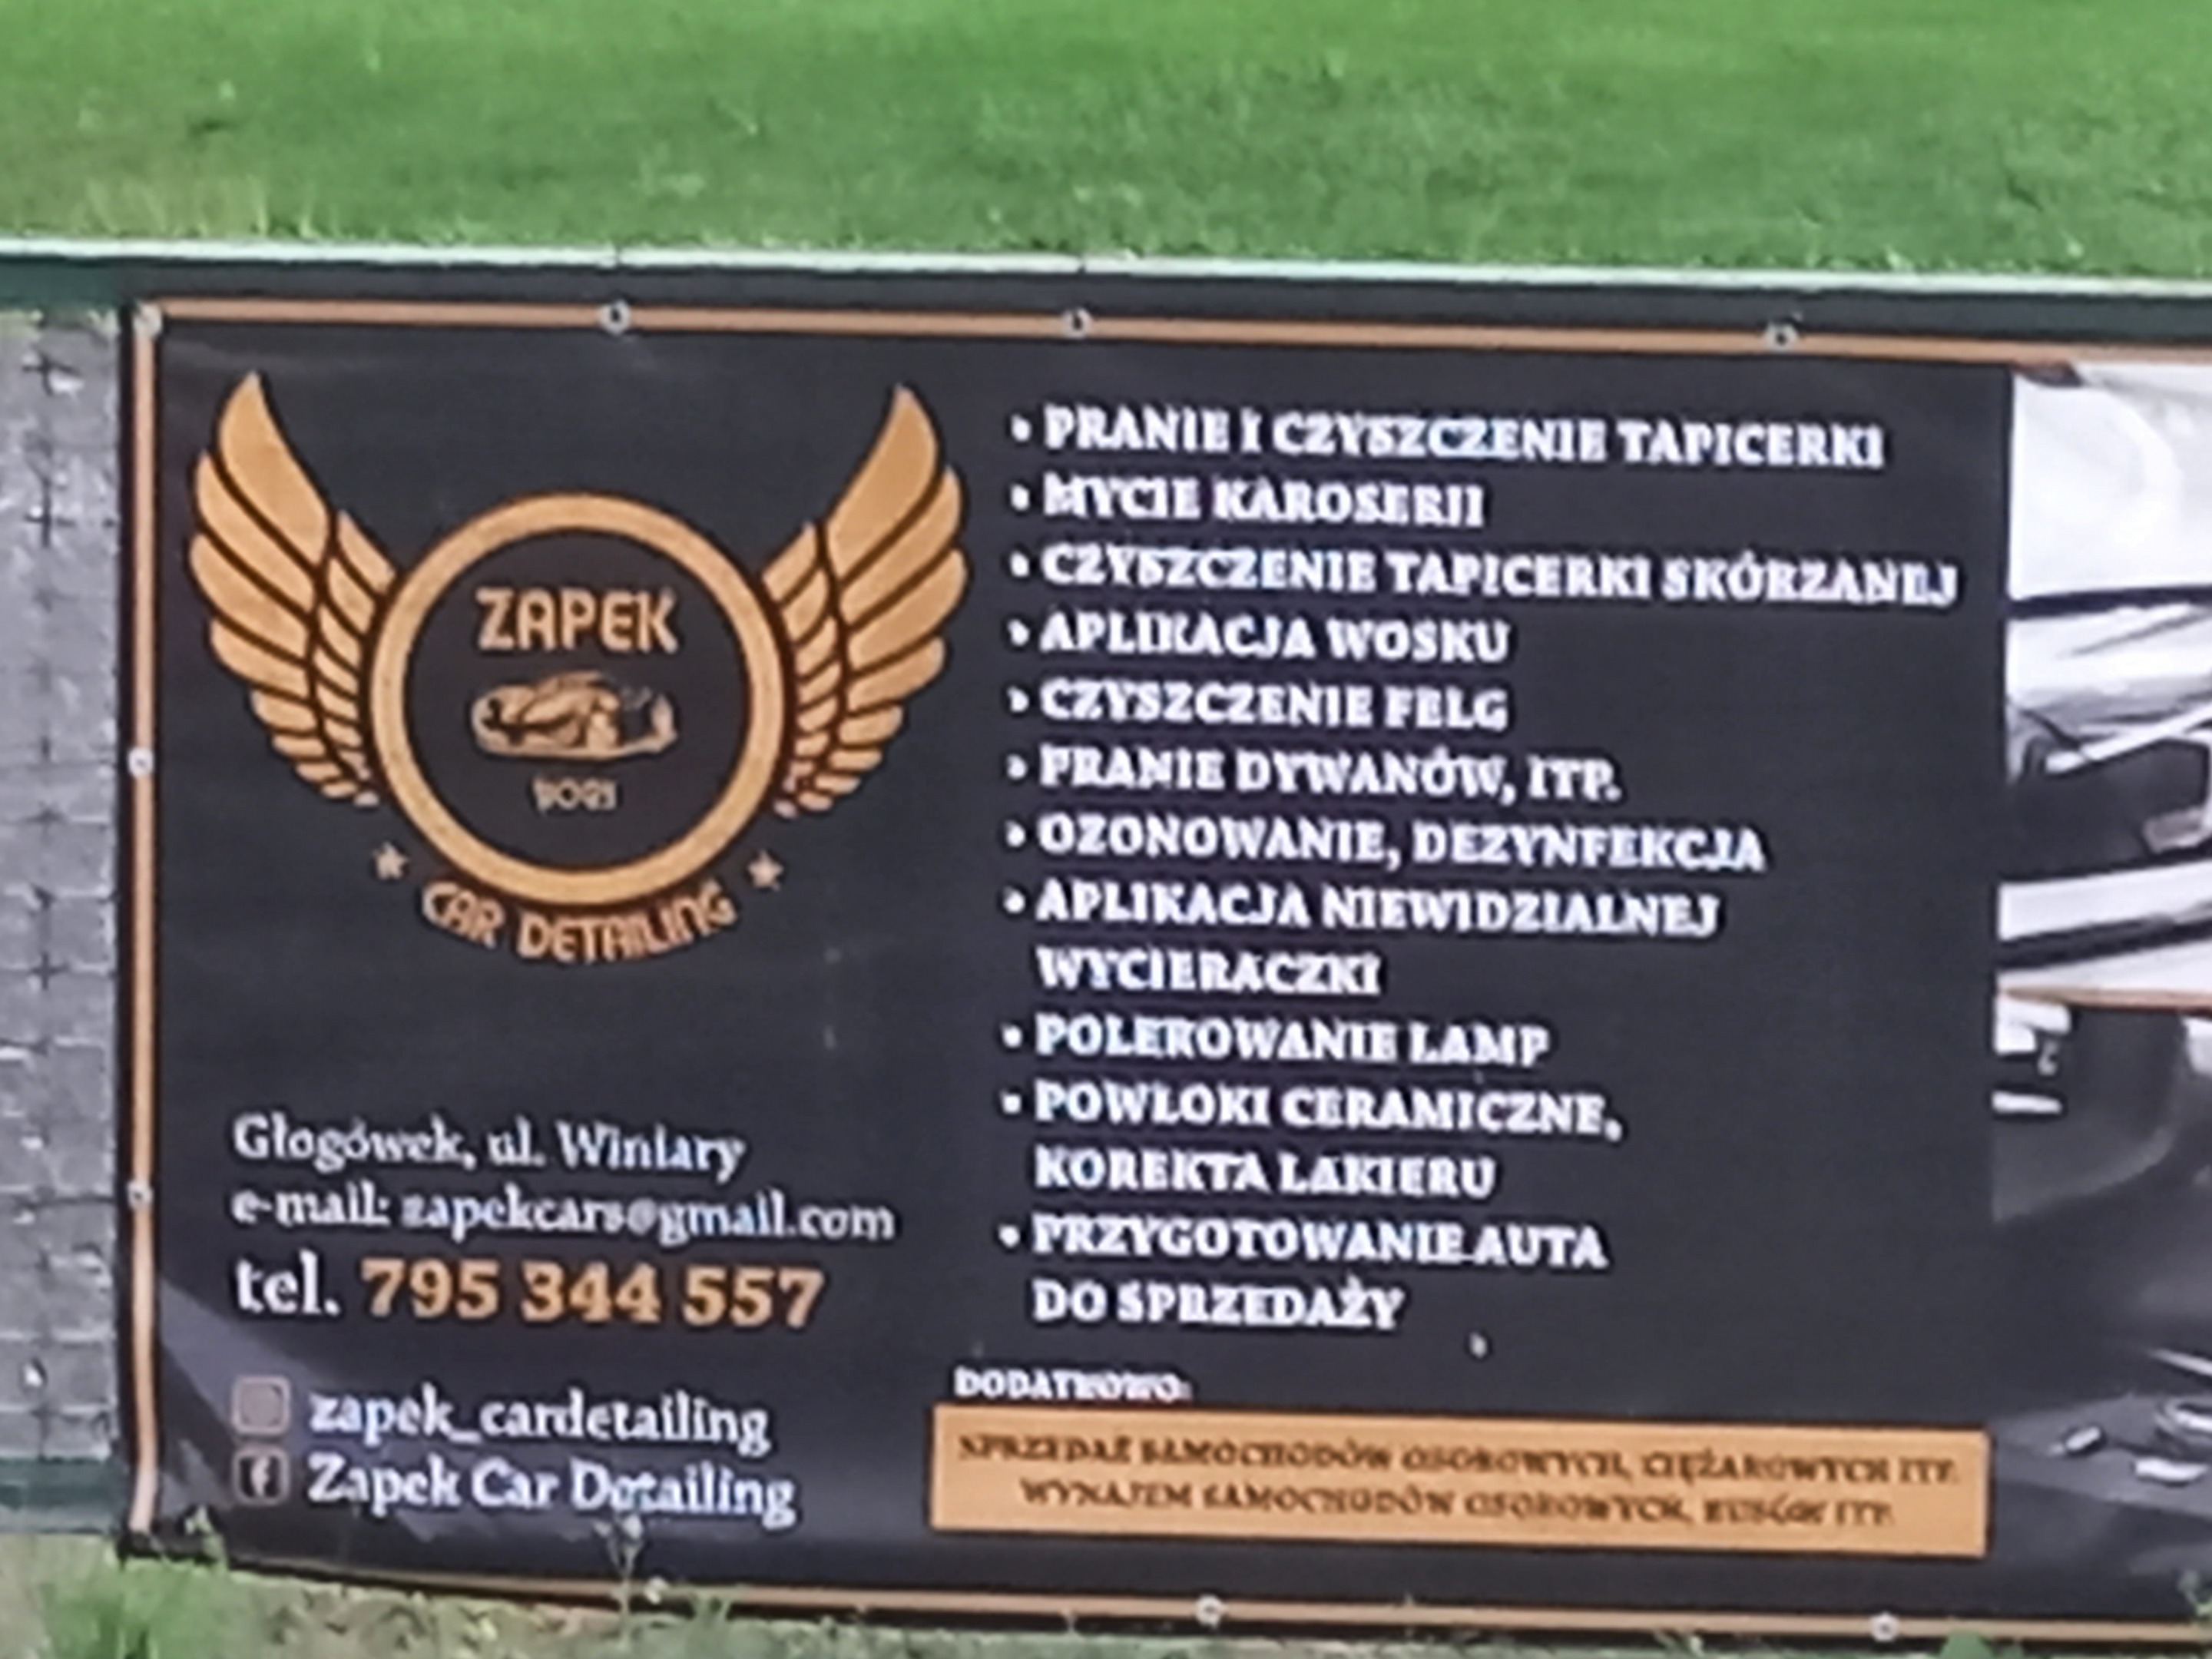 ZAPEK
CAR DETAILING
Głogówek, ul. Winiary
e-mail: zapekcars@gmail.com
tel. 795 344 557
zapek_cardetailing
Zapek Car Detailing
• PRANIE I CZYSZCZENIE TAPICERKI
• MYCIE KAROSERII
• CZYSZCZENIE TAPICERKI SKÓRZANEJ
• APLIKACJA WOSKU
• CZYSZCZENIE FELG
• PRANIE DYWANÓW, ITP.
• OZONOWANIE, DEZYNFEKCJA
• APLIKACJA NIEWIDZIALNEJ
WYCIERACZKI
• POLEROWANIE LAMP
• POWŁOKI CERAMICZNE,
KOREKTA LAKIERU
• PRZYGOTOWANIE AUTA
DO SPRZEDAŻY
DODATKOWO:
SPRZEDAŻ SAMOCHODÓW OSOBOWYCH, CIĘŻAROWYCH ITP.
WYNAJEM SAMOCHODÓW OSOBOWYCH, BUSÓW ITP.